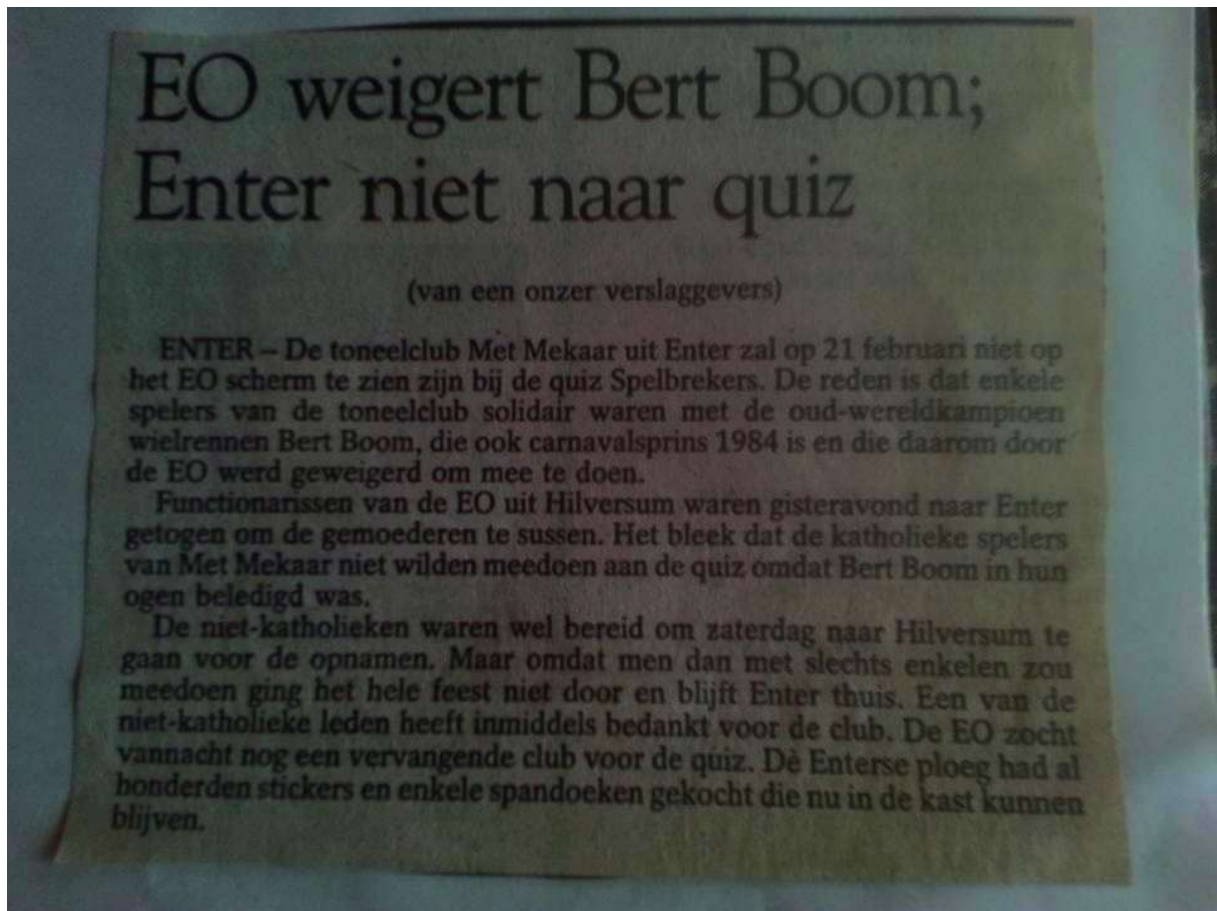 EO weigert Bert Boom;
Enter niet naar quiz
(van een onzer verslaggevers)
ENTER – De toneelclub Met Mekaar uit Enter zal op 21 februari niet op
het EO scherm te zien zijn bij de quiz Spelbrekers. De reden is dat enkele
spelers van de toneelclub solidair waren met de oud-wereldkampioen
wielrennen Bert Boom, die ook carnavalsprins 1984 is en die daarom door
de EO werd geweigerd om mee te doen.
Functionarissen van de EO uit Hilversum waren gisteravond naar Enter
getogen om de gemoederen te sussen. Het bleek dat de katholieke spelers
van Met Mekaar niet wilden meedoen aan de quiz omdat Bert Boom in hun
ogen beledigd was.
De niet-katholieken waren wel bereid om zaterdag naar Hilversum te
gaan voor de opnamen. Maar omdat men dan met slechts enkelen zou
meedoen ging het hele feest niet door en blijft Enter thuis. Een van de
niet-katholieke leden heeft inmiddels bedankt voor de club. De EO zocht
vannacht nog een vervangende club voor de quiz. Dè Enterse ploeg had al
honderden stickers en enkele spandoeken gekocht die nu in de kast kunnen
blijven.